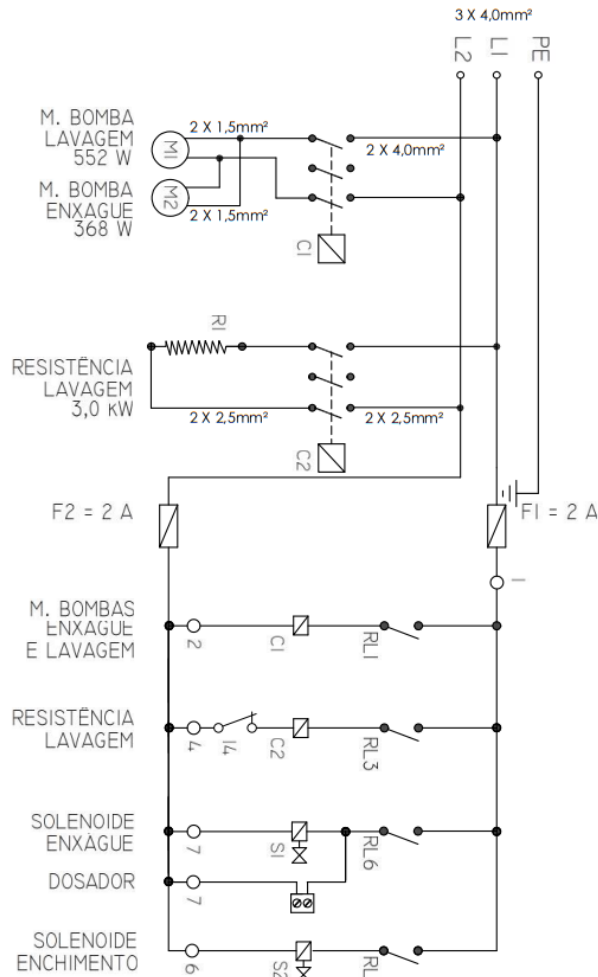 3 X 4,0mm²
L2
L1
PE
M. BOMBA
LAVAGEM
552 W
M1
2 X 1,5mm²
2 X 4,0mm²
M. BOMBA
ENXAGUE
368 W
M2
2 X 1,5mm²
C1
R1
RESISTÊNCIA
LAVAGEM
3,0 kW
2 X 2,5mm²
2 X 2,5mm²
C2
F2 = 2 A
F1 = 2 A
1
M. BOMBAS
ENXAGUE
E LAVAGEM
2
C1
RL1
RESISTÊNCIA
LAVAGEM
4
14
C2
RL3
SOLENOIDE
ENXÁGUE
7
S1
RL6
DOSADOR
7
SOLENOIDE
ENCHIMENTO
6
S2
RL